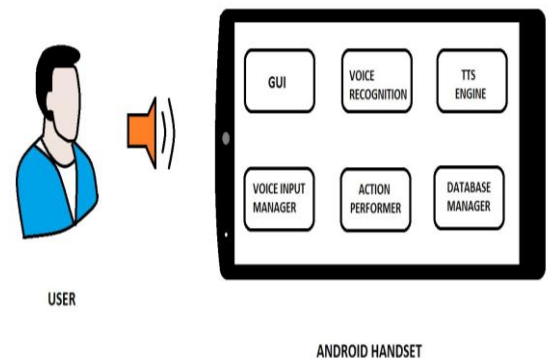 GUI
VOICE
RECOGNITION
TTS
ENGINE
VOICE INPUT
MANAGER
ACTION
PERFORMER
DATABASE
MANAGER
USER
ANDROID HANDSET